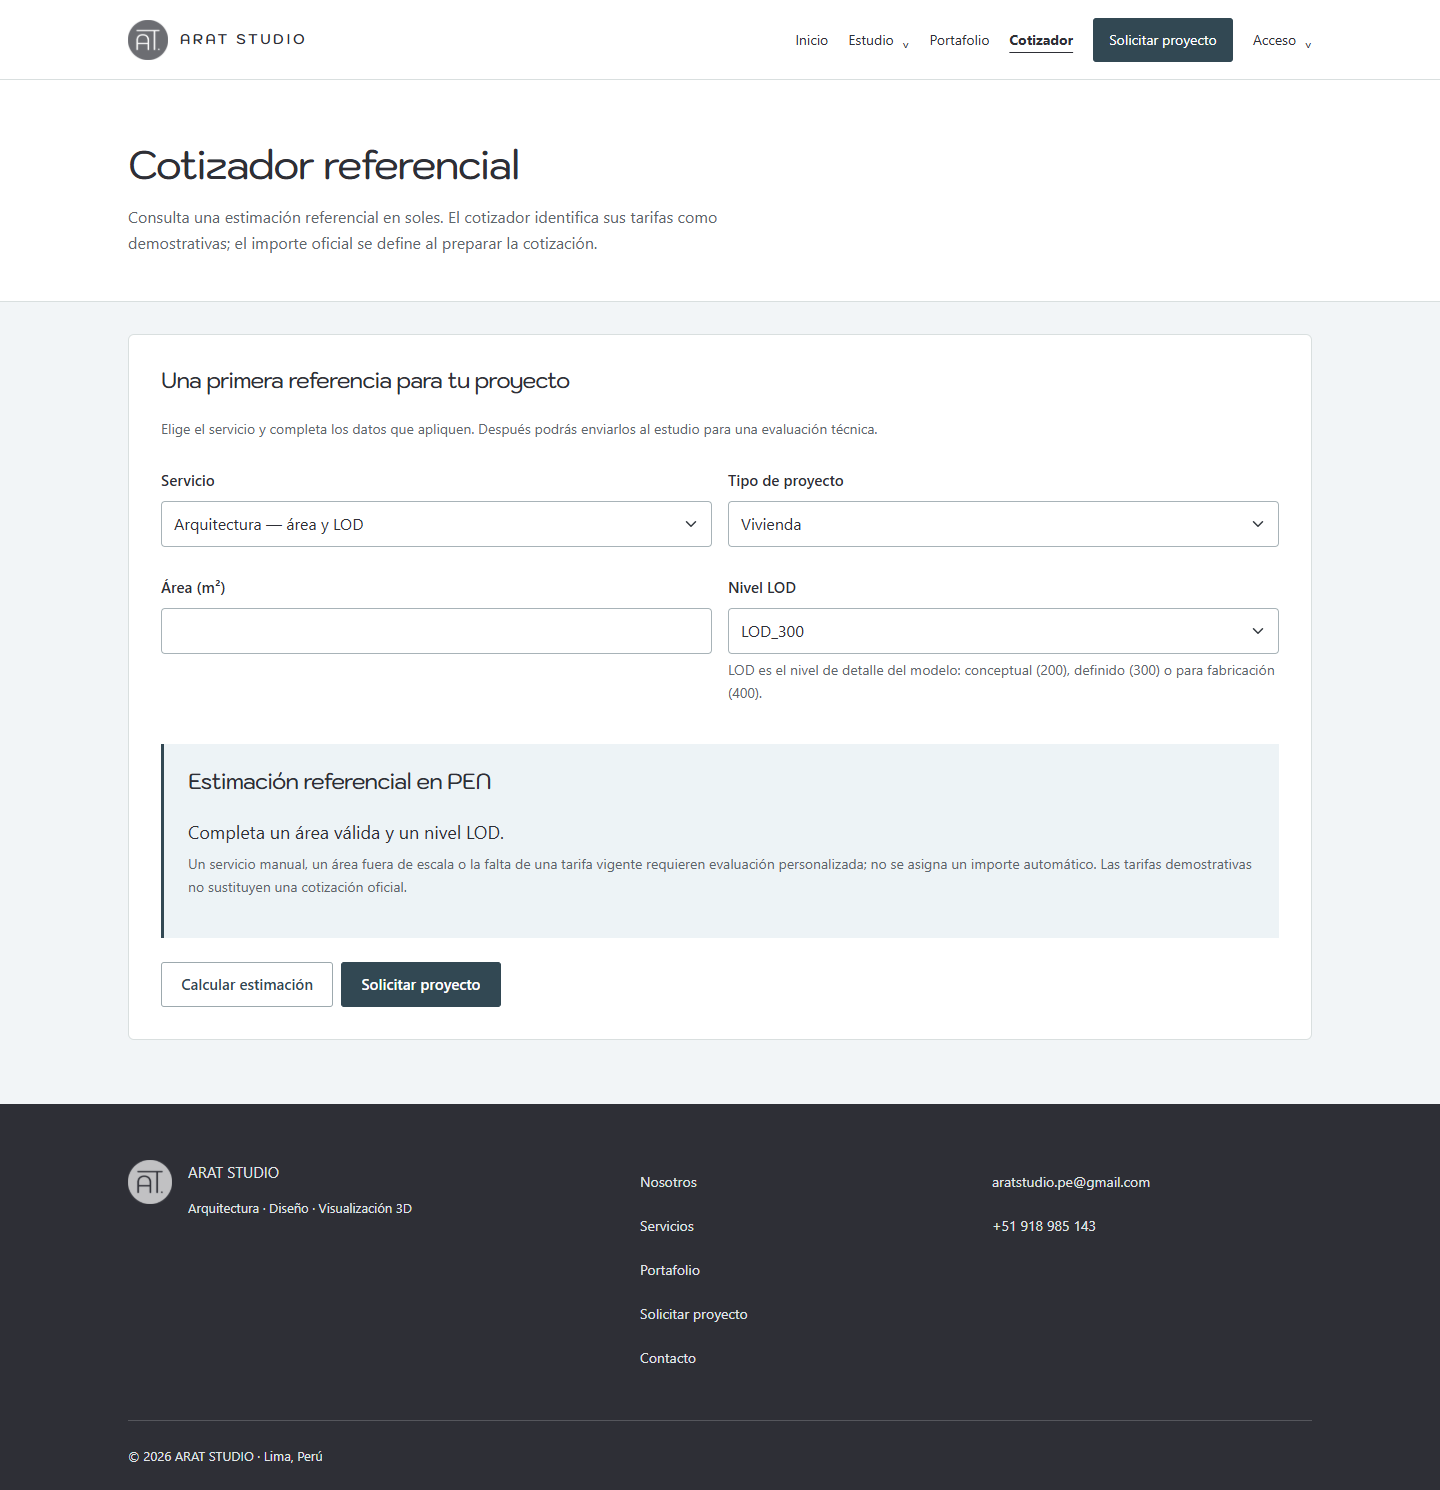 AT. ARAT STUDIO
Inicio Estudio v Portafolio Cotizador Solicitar proyecto Acceso v
Cotizador referencial
Consulta una estimación referencial en soles. El cotizador identifica sus tarifas como
demostrativas; el importe oficial se define al preparar la cotización.
Una primera referencia para tu proyecto
Elige el servicio y completa los datos que apliquen. Después podrás enviarlos al estudio para una evaluación técnica.
Servicio
Arquitectura — área y LOD
Tipo de proyecto
Vivienda
Área (m²)
Nivel LOD
LOD_300
LOD es el nivel de detalle del modelo: conceptual (200), definido (300) o para fabricación
(400).
Estimación referencial en PEN
Completa un área válida y un nivel LOD.
Un servicio manual, un área fuera de escala o la falta de una tarifa vigente requieren evaluación personalizada; no se asigna un importe automático. Las tarifas demostrativas
no sustituyen una cotización oficial.
Calcular estimación Solicitar proyecto
AT. ARAT STUDIO
Arquitectura · Diseño · Visualización 3D
Nosotros
Servicios
Portafolio
Solicitar proyecto
Contacto
aratstudio.pe@gmail.com
+51 918 985 143
© 2026 ARAT STUDIO · Lima, Perú